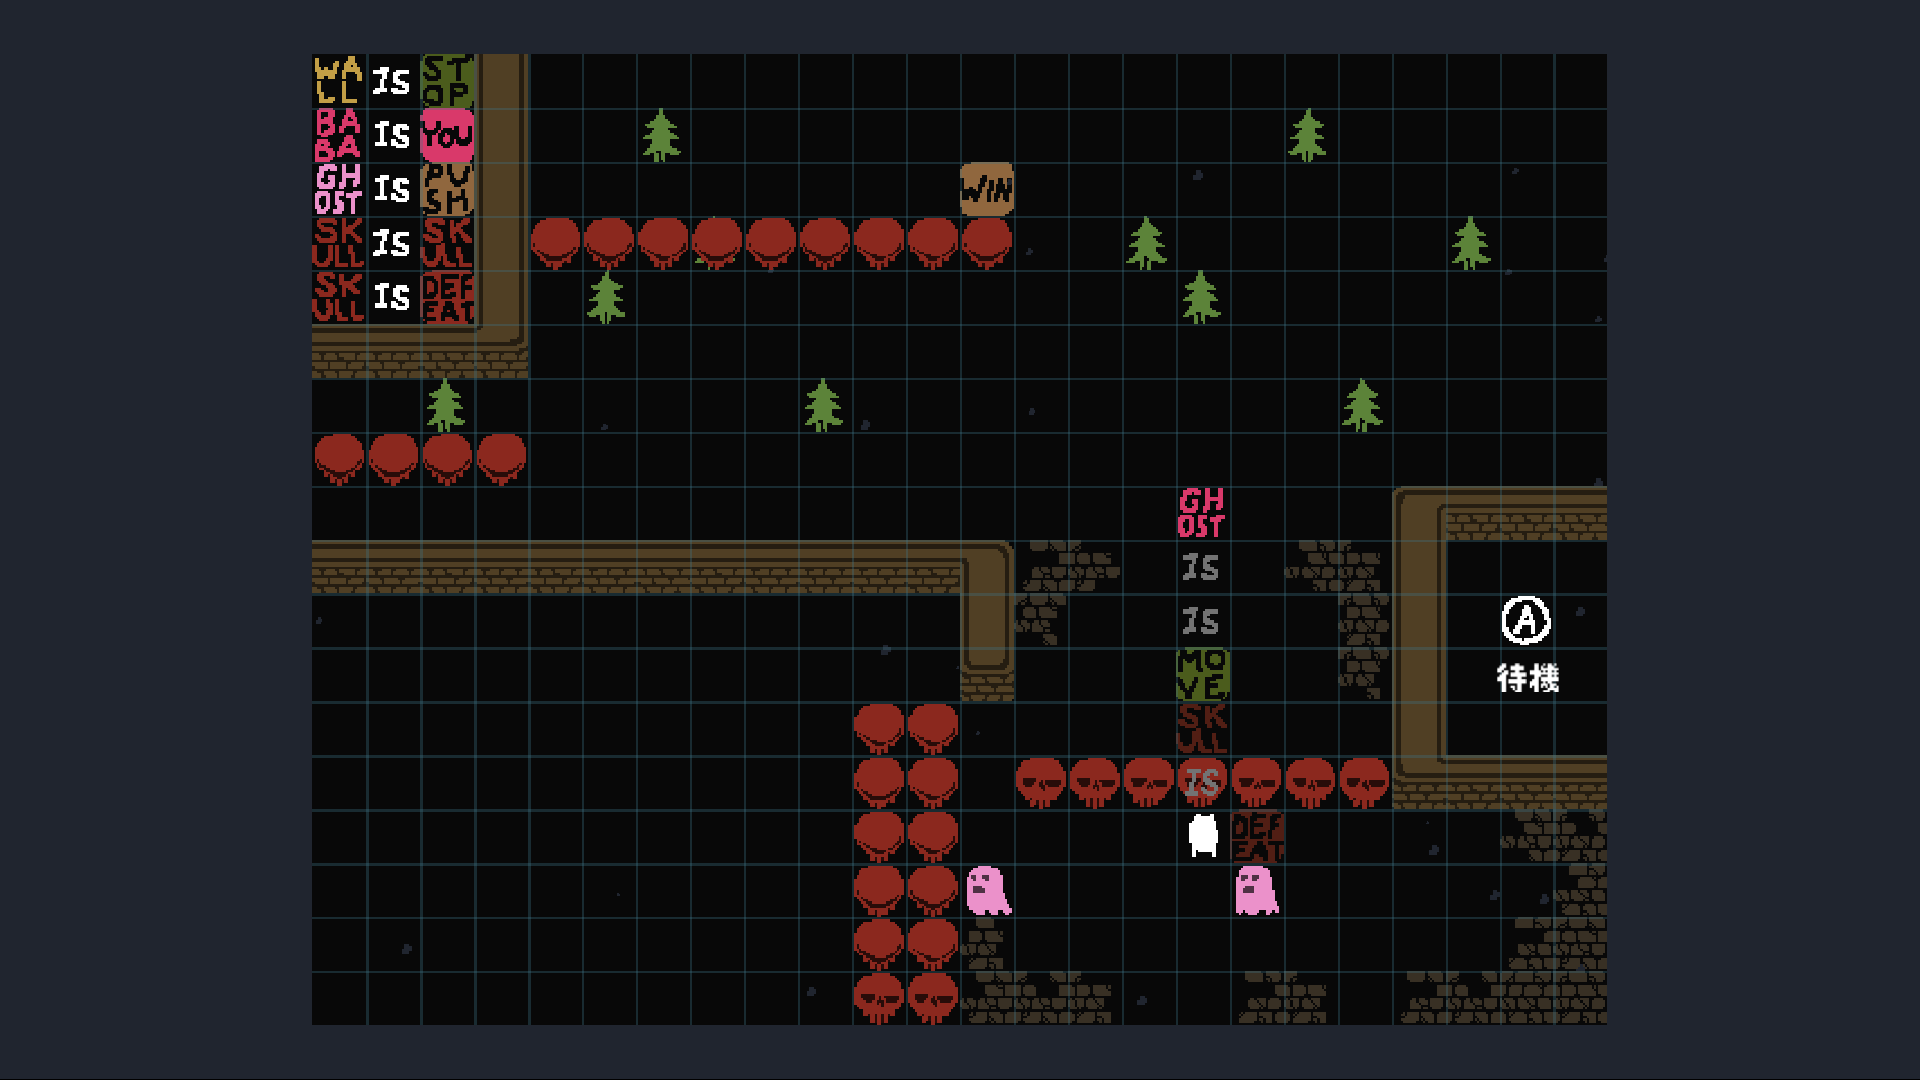 WALL IS STOP
BABA IS YOU
GHOST IS PUSH
WIN
SKULL IS SKULL
SKULL IS DEFEAT
GHOST
IS
IS
A
MOVE
待機
SKULL
IS
DEFEAT